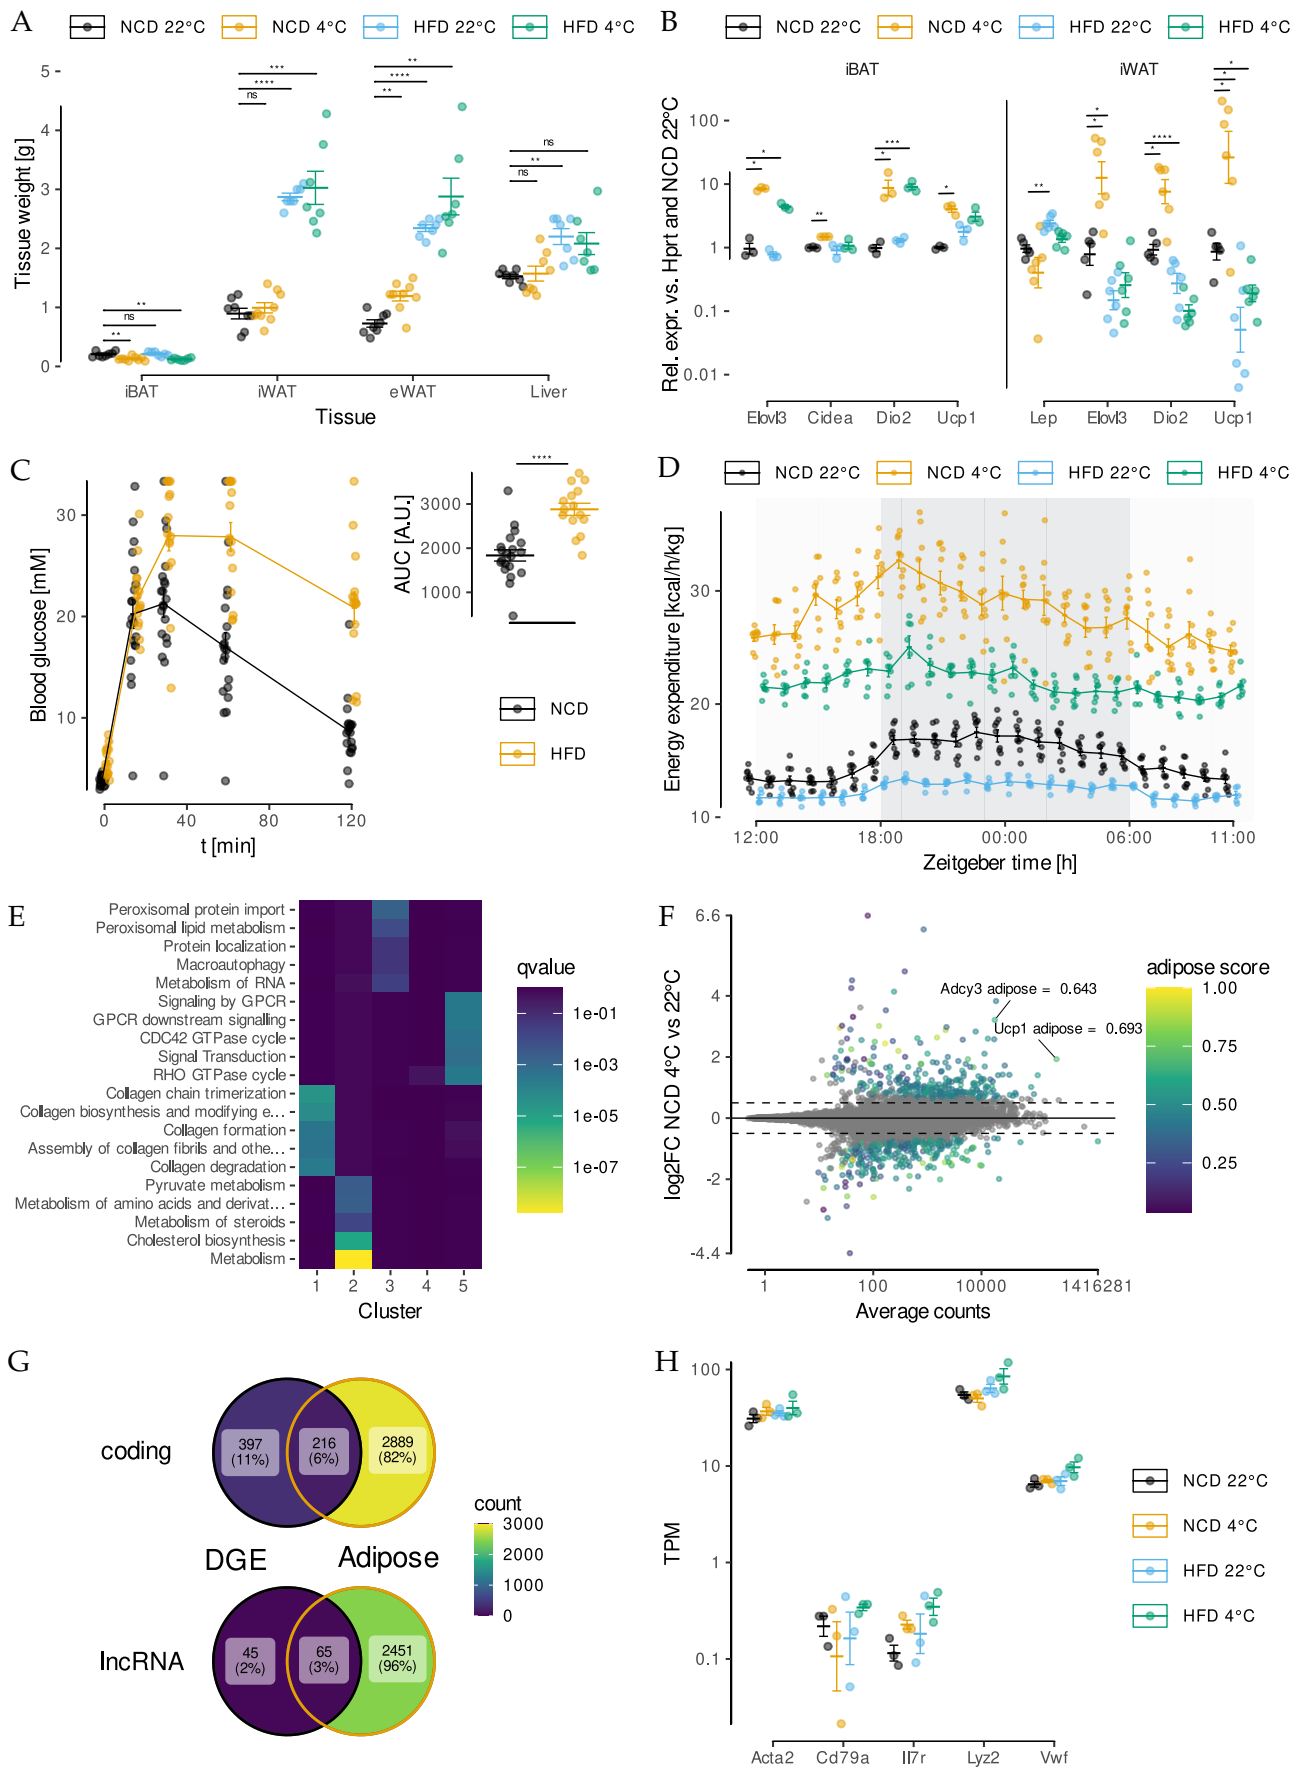 A
NCD 22°C
NCD 4°C
HFD 22°C
HFD 4°C
Tissue weight [g]
5
4
3
2
1
0
ns
****
***
**
****
**
ns
**
ns
**
ns
**
iBAT
iWAT
eWAT
Liver
Tissue
B
NCD 22°C
NCD 4°C
HFD 22°C
HFD 4°C
iBAT
iWAT
Rel. expr. vs. Hprt and NCD 22°C
100
10
1
0.1
0.01
*
*
**
*
***
*
**
*
*
*
****
*
*
*
Elovl3
Cidea
Dio2
Ucp1
Lep
Elovl3
Dio2
Ucp1
C
Blood glucose [mM]
30
20
10
0
40
80
120
t [min]
AUC [A.U.]
3000
2000
1000
****
NCD
HFD
D
NCD 22°C
NCD 4°C
HFD 22°C
HFD 4°C
Energy expenditure [kcal/h/kg]
30
20
10
12:00
18:00
00:00
06:00
11:00
Zeitgeber time [h]
E
Peroxisomal protein import
Peroxisomal lipid metabolism
Protein localization
Macroautophagy
Metabolism of RNA
Signaling by GPCR
GPCR downstream signalling
CDC42 GTPase cycle
Signal Transduction
RHO GTPase cycle
Collagen chain trimerization
Collagen biosynthesis and modifying e...
Collagen formation
Assembly of collagen fibrils and othe...
Collagen degradation
Pyruvate metabolism
Metabolism of amino acids and derivat...
Metabolism of steroids
Cholesterol biosynthesis
Metabolism
1
2
3
4
5
Cluster
qvalue
1e-01
1e-03
1e-05
1e-07
F
log2FC NCD 4°C vs 22°C
6.6
4
2
0
-2
-4.4
Adcy3 adipose = 0.643
Ucp1 adipose = 0.693
1
100
10000
1416281
Average counts
adipose score
1.00
0.75
0.50
0.25
G
coding
397
(11%)
216
(6%)
2889
(82%)
DGE
Adipose
lncRNA
45
(2%)
65
(3%)
2451
(96%)
count
3000
2000
1000
0
H
TPM
100
10
1
0.1
Acta2
Cd79a
Il7r
Lyz2
Vwf
NCD 22°C
NCD 4°C
HFD 22°C
HFD 4°C